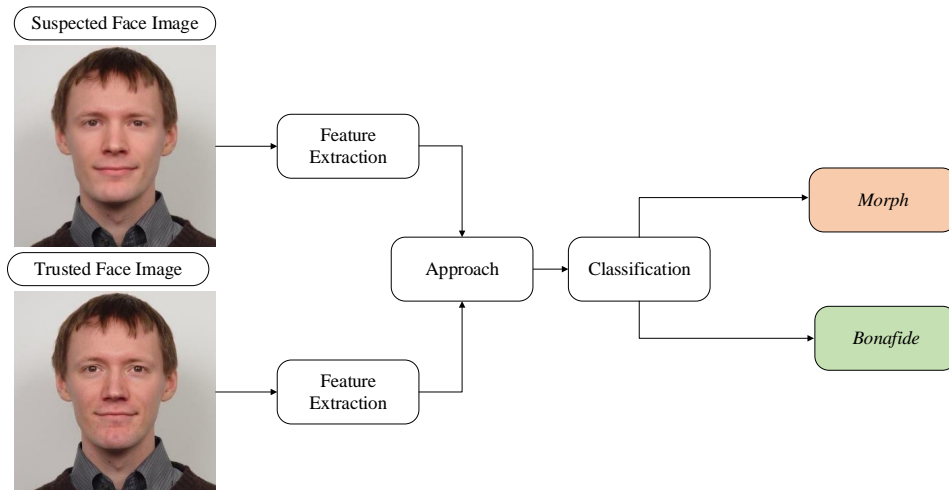 Suspected Face Image
Feature
Extraction
Morph
Approach
Classification
Trusted Face Image
Bonafide
Feature
Extraction